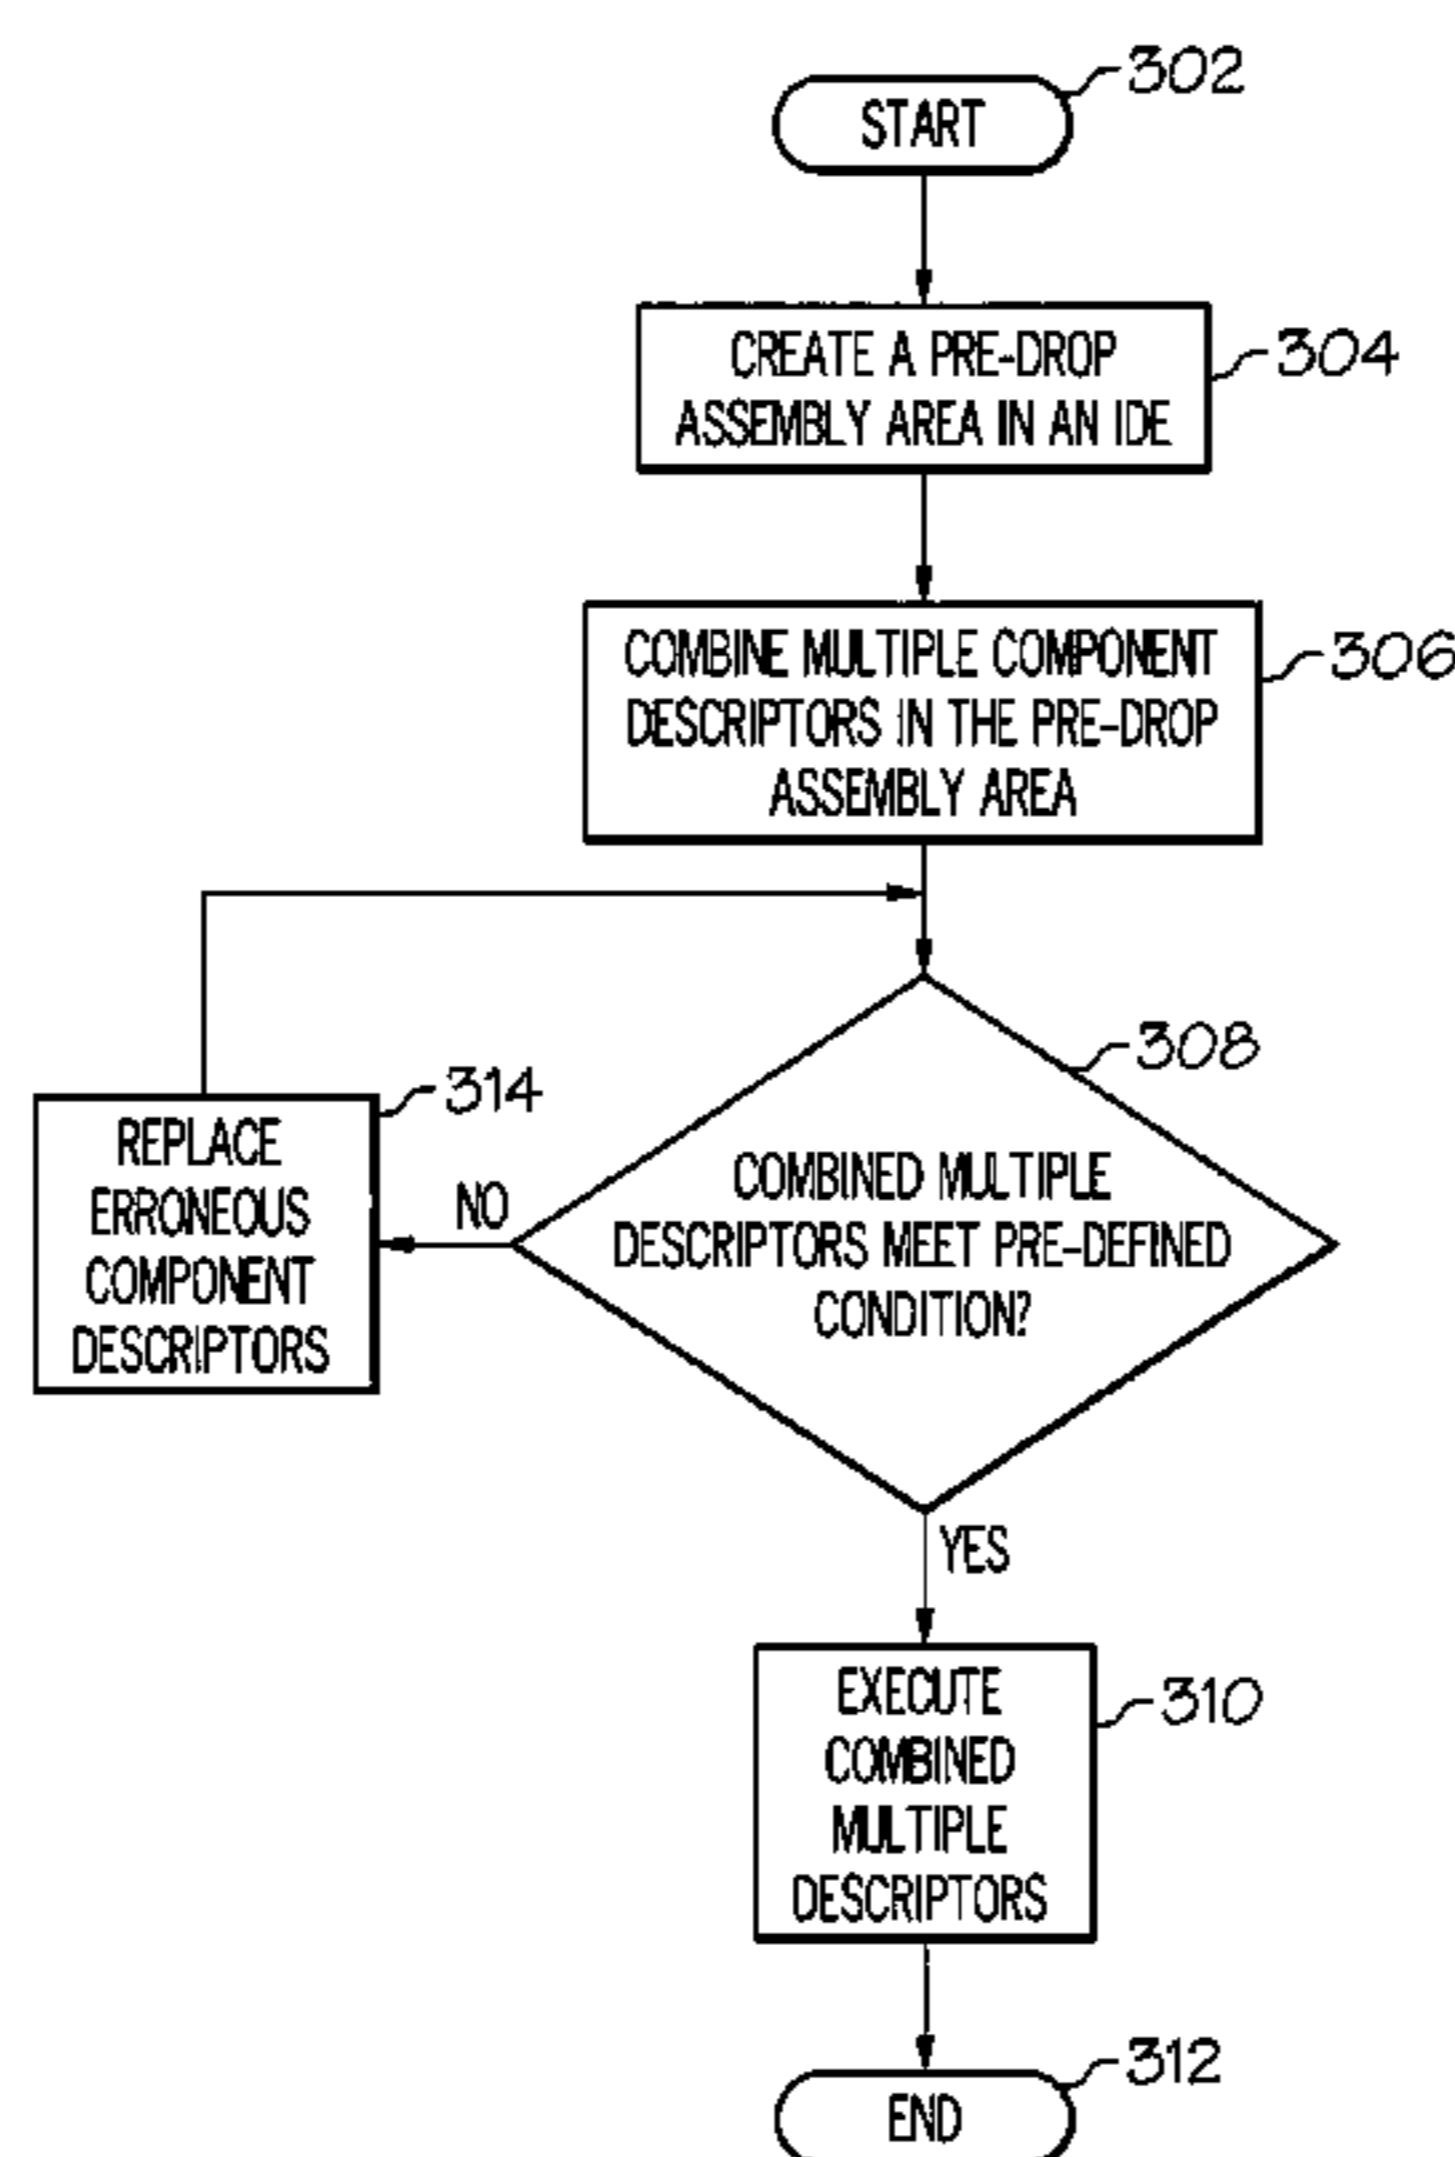 302
START
CREATE A PRE-DROP
ASSEMBLY AREA IN AN IDE
304
COMBINE MULTIPLE COMPONENT
DESCRIPTORS IN THE PRE-DROP
ASSEMBLY AREA
306
308
COMBINED MULTIPLE
DESCRIPTORS MEET PRE-DEFINED
CONDITION?
314
REPLACE
ERRONEOUS
COMPONENT
DESCRIPTORS
NO
YES
EXECUTE
COMBINED
MULTIPLE
DESCRIPTORS
310
312
END